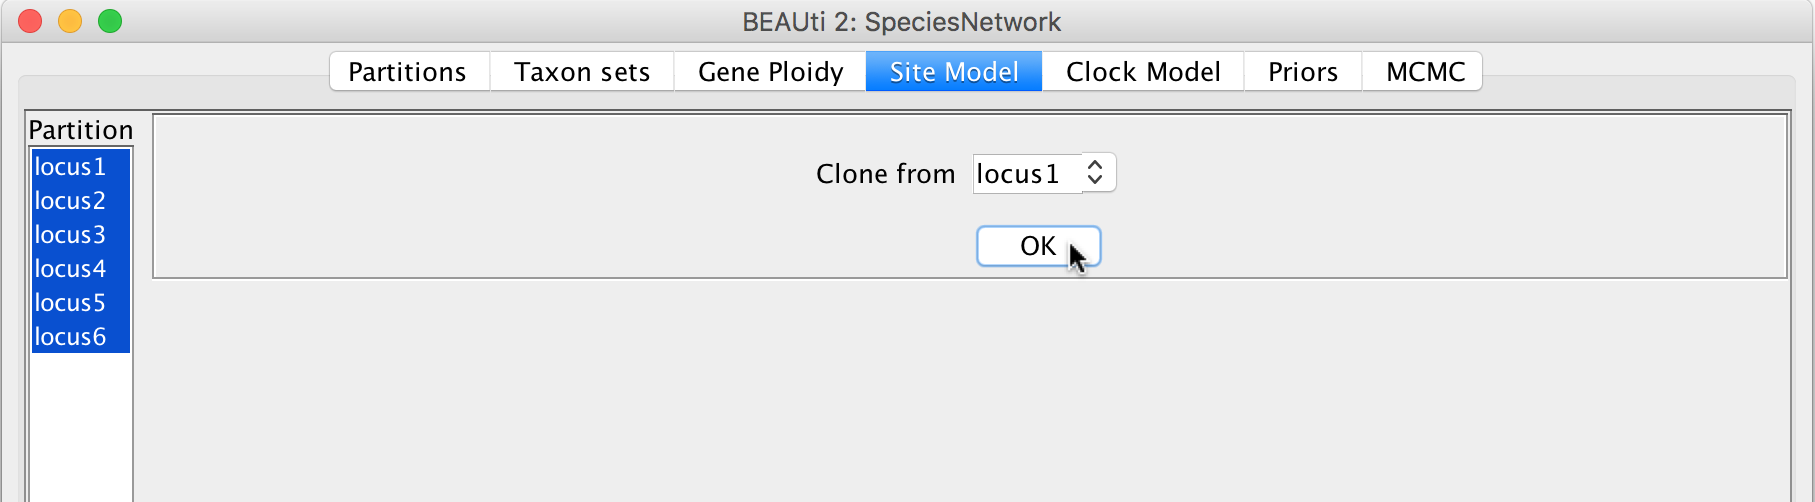 BEAUti 2: SpeciesNetwork
Partitions Taxon sets Gene Ploidy Site Model Clock Model Priors MCMC
Partition
locus1
locus2
locus3
locus4
locus5
locus6
Clone from locus1
OK